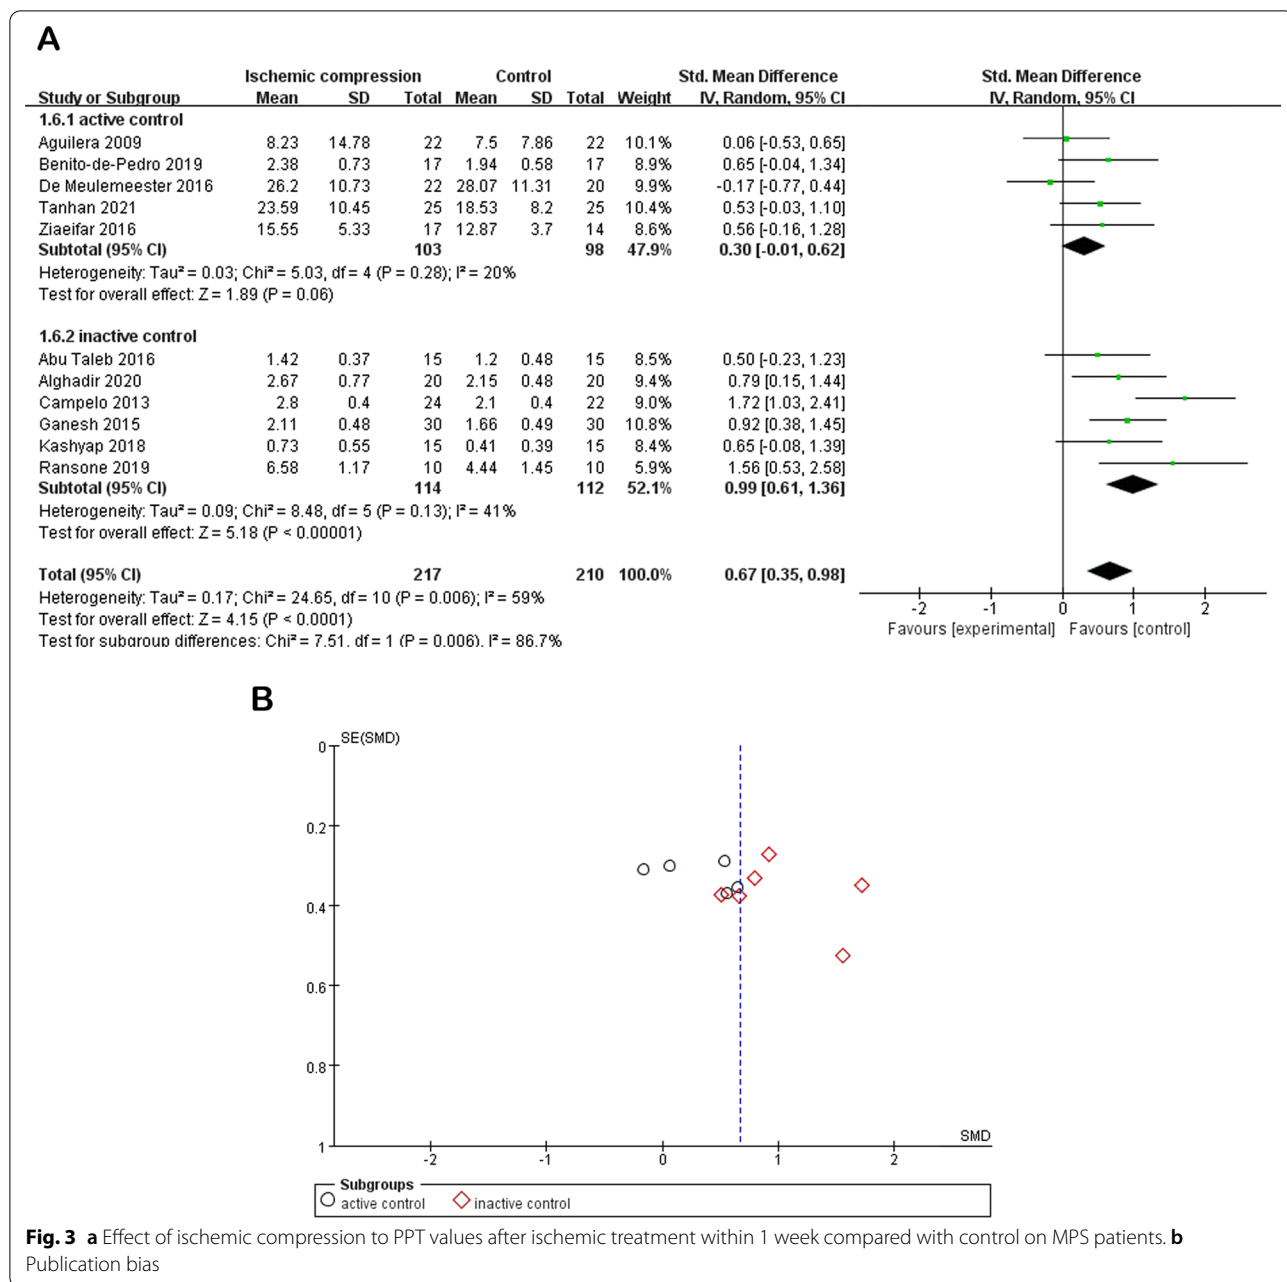 A
Ischemic compression Control Std. Mean Difference Std. Mean Difference
Study or Subgroup Mean SD Total Mean SD Total Weight IV, Random, 95% CI IV, Random, 95% CI
1.6.1 active control
Aguilera 2009 8.23 14.78 22 7.5 7.86 22 10.1% 0.06 [-0.53, 0.65]
Benito-de-Pedro 2019 2.38 0.73 17 1.94 0.58 17 8.9% 0.65 [-0.04, 1.34]
De Meulemeester 2016 26.2 10.73 22 28.07 11.31 20 9.9% -0.17 [-0.77, 0.44]
Tanhan 2021 23.59 10.45 25 18.53 8.2 25 10.4% 0.53 [-0.03, 1.10]
Ziaeifar 2016 15.55 5.33 17 12.87 3.7 14 8.6% 0.56 [-0.16, 1.28]
Subtotal (95% CI) 103 98 47.9% 0.30 [-0.01, 0.62]
Heterogeneity: Tau² = 0.03; Chi² = 5.03, df = 4 (P = 0.28); I² = 20%
Test for overall effect: Z = 1.89 (P = 0.06)
1.6.2 inactive control
Abu Taleb 2016 1.42 0.37 15 1.2 0.48 15 8.5% 0.50 [-0.23, 1.23]
Alghadir 2020 2.67 0.77 20 2.15 0.48 20 9.4% 0.79 [0.15, 1.44]
Campelo 2013 2.8 0.4 24 2.1 0.4 22 9.0% 1.72 [1.03, 2.41]
Ganesh 2015 2.11 0.48 30 1.66 0.49 30 10.8% 0.92 [0.38, 1.45]
Kashyap 2018 0.73 0.55 15 0.41 0.39 15 8.4% 0.65 [-0.08, 1.39]
Ransone 2019 6.58 1.17 10 4.44 1.45 10 5.9% 1.56 [0.53, 2.58]
Subtotal (95% CI) 114 112 52.1% 0.99 [0.61, 1.36]
Heterogeneity: Tau² = 0.09; Chi² = 8.48, df = 5 (P = 0.13); I² = 41%
Test for overall effect: Z = 5.18 (P < 0.00001)
Total (95% CI) 217 210 100.0% 0.67 [0.35, 0.98]
Heterogeneity: Tau² = 0.17; Chi² = 24.65, df = 10 (P = 0.006); I² = 59%
Test for overall effect: Z = 4.15 (P < 0.0001)
Test for subgroup differences: Chi² = 7.51, df = 1 (P = 0.006), I² = 86.7%
-2 -1 0 1 2
Favours [experimental] Favours [control]
B
SE(SMD)
0
0.2
0.4
0.6
0.8
1
-2 -1 0 1 2
SMD
Subgroups
active control inactive control
Fig. 3 a Effect of ischemic compression to PPT values after ischemic treatment within 1 week compared with control on MPS patients. b
Publication bias